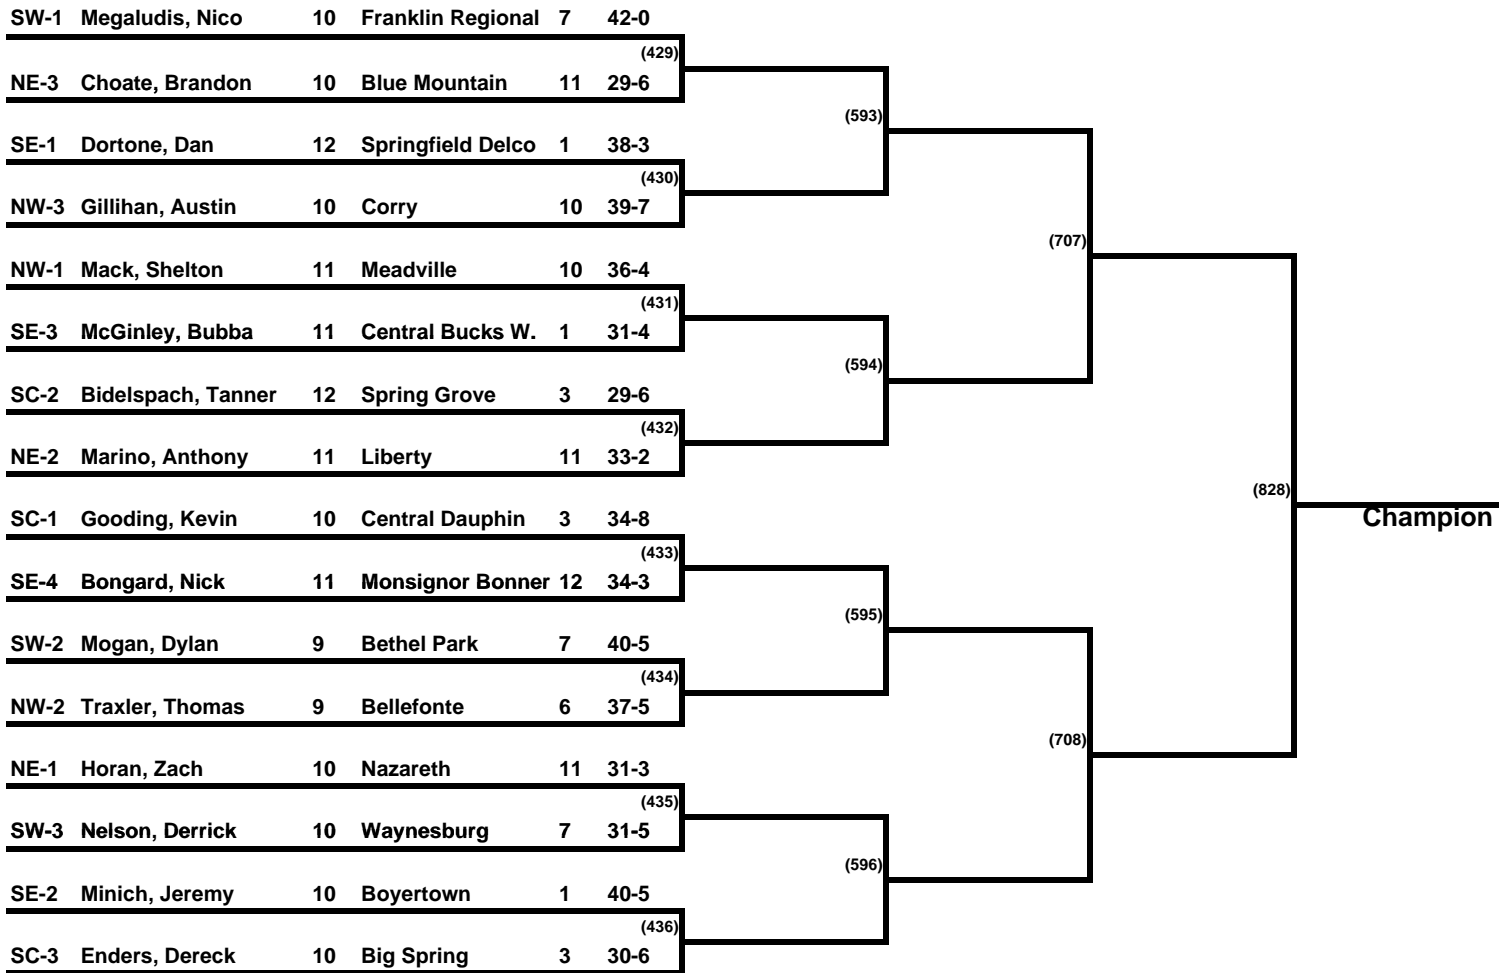 SW-1 Megaludis, Nico 10 Franklin Regional 7 42-0
(429)
NE-3 Choate, Brandon 10 Blue Mountain 11 29-6
(593)
SE-1 Dortone, Dan 12 Springfield Delco 1 38-3
(430)
NW-3 Gillihan, Austin 10 Corry 10 39-7
(707)
NW-1 Mack, Shelton 11 Meadville 10 36-4
(431)
SE-3 McGinley, Bubba 11 Central Bucks W. 1 31-4
(594)
SC-2 Bidelspach, Tanner 12 Spring Grove 3 29-6
(432)
NE-2 Marino, Anthony 11 Liberty 11 33-2
(828)
SC-1 Gooding, Kevin 10 Central Dauphin 3 34-8
Champion
(433)
SE-4 Bongard, Nick 11 Monsignor Bonner 12 34-3
(595)
SW-2 Mogan, Dylan 9 Bethel Park 7 40-5
(434)
NW-2 Traxler, Thomas 9 Bellefonte 6 37-5
(708)
NE-1 Horan, Zach 10 Nazareth 11 31-3
(435)
SW-3 Nelson, Derrick 10 Waynesburg 7 31-5
(596)
SE-2 Minich, Jeremy 10 Boyertown 1 40-5
(436)
SC-3 Enders, Dereck 10 Big Spring 3 30-6